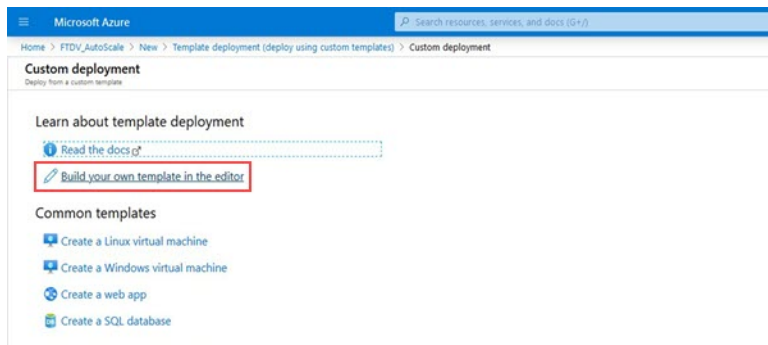 Microsoft Azure
Search resources, services, and docs (G+/)
Home > FTDV_AutoScale > New > Template deployment (deploy using custom templates) > Custom deployment
Custom deployment
Deploy from a custom template
Learn about template deployment
Read the docs
Build your own template in the editor
Common templates
Create a Linux virtual machine
Create a Windows virtual machine
Create a web app
Create a SQL database